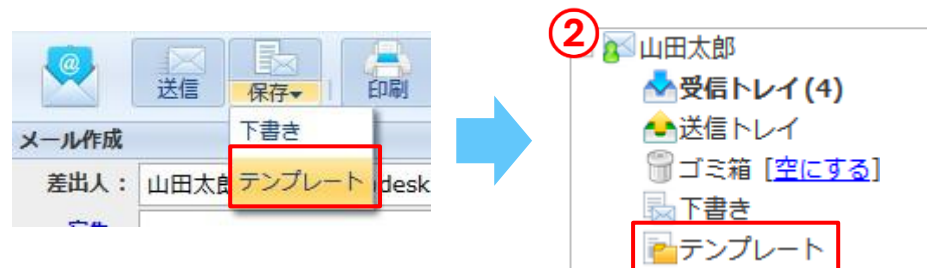 送信
保存▾
印刷
下書き
メール作成
テンプレート
差出人：
山田太
desk
②
山田太郎
受信トレイ (4)
送信トレイ
ゴミ箱 [空にする]
下書き
テンプレート